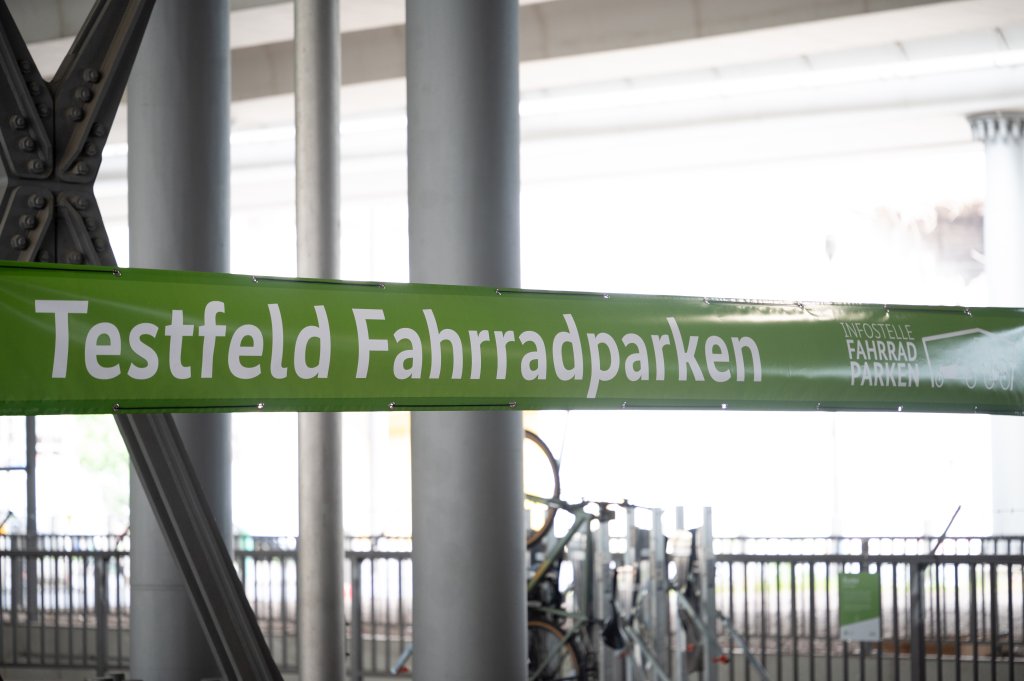 Testfeld Fahrradparken
INFOSTELLE
FAHRRAD
PARKEN